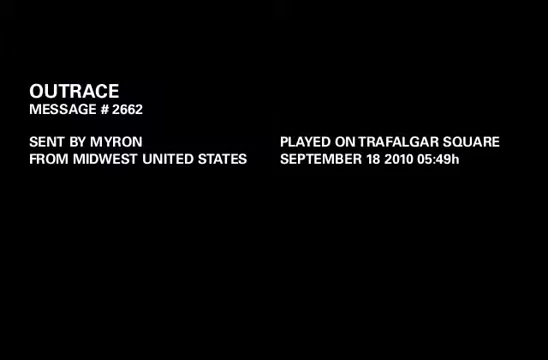 OUTRACE
MESSAGE # 2662
SENT BY MYRON
FROM MIDWEST UNITED STATES
PLAYED ON TRAFALGAR SQUARE
SEPTEMBER 18 2010 05:49h